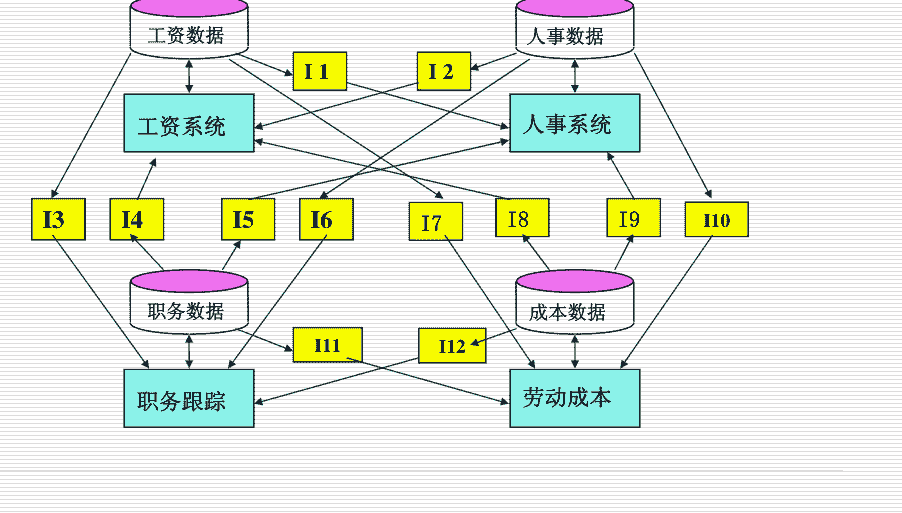 工资数据
人事数据
I 1
I 2
工资系统
人事系统
I3
I4
I5
I6
I7
I8
I9
I10
职务数据
成本数据
I11
I12
职务跟踪
劳动成本